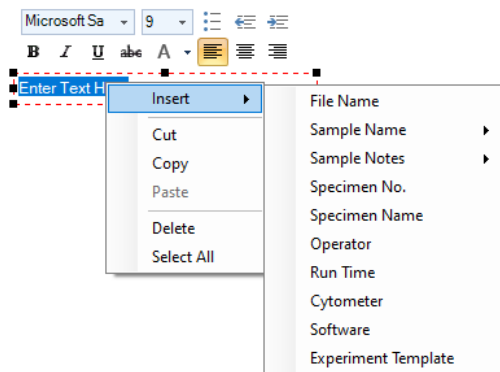 Microsoft Sa 9
B I U abc A
Enter Text H
Insert
Cut
Copy
Paste
Delete
Select All
File Name
Sample Name
Sample Notes
Specimen No.
Specimen Name
Operator
Run Time
Cytometer
Software
Experiment Template